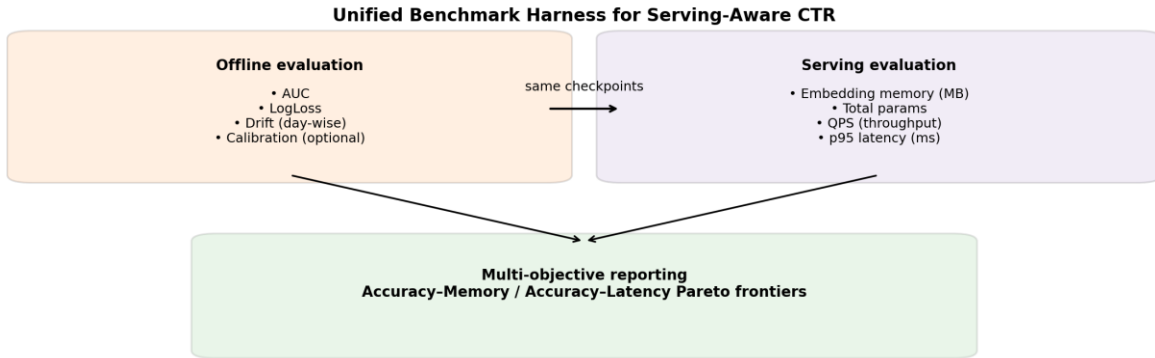 Unified Benchmark Harness for Serving-Aware CTR
Offline evaluation
• AUC
• LogLoss
• Drift (day-wise)
• Calibration (optional)
same checkpoints
Serving evaluation
• Embedding memory (MB)
• Total params
• QPS (throughput)
• p95 latency (ms)
Multi-objective reporting
Accuracy–Memory / Accuracy–Latency Pareto frontiers